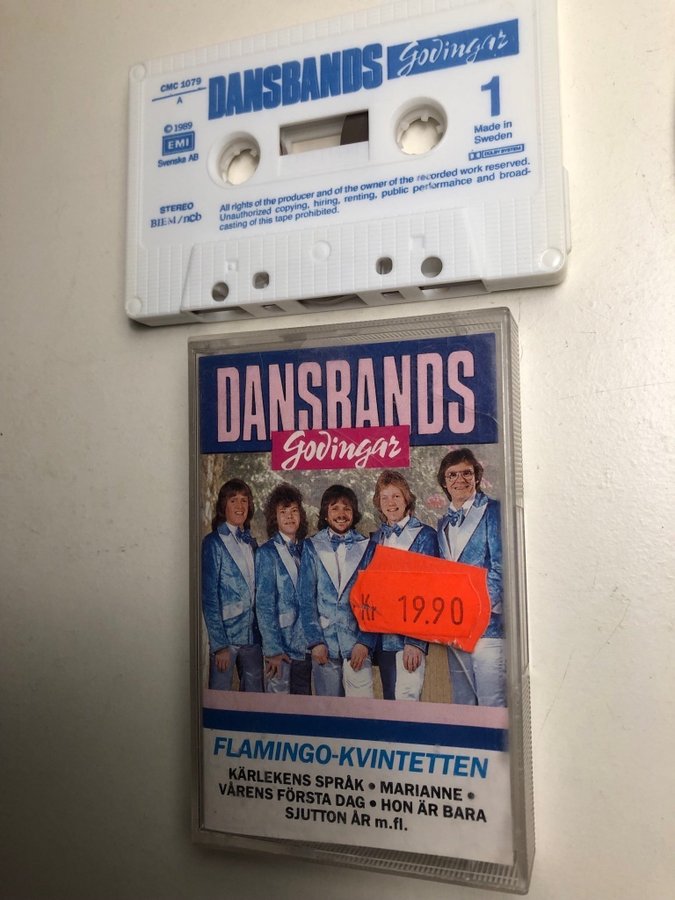 CMC 1079
A
DANSBANDS Godingar
1
© 1989
EMI
Svenska AB
Made in
Sweden
DOLBY SYSTEM
STEREO
BIEM/ncb
All rights of the producer and of the owner of the recorded work reserved.
Unauthorized copying, hiring, renting, public performance and broad-
casting of this tape prohibited.
DANSBANDS
Godingar
Kr 19.90
FLAMINGO-KVINTETTEN
KÄRLEKENS SPRÅK • MARIANNE •
VÅRENS FÖRSTA DAG • HON ÄR BARA
SJUTTON ÅR m.fl.